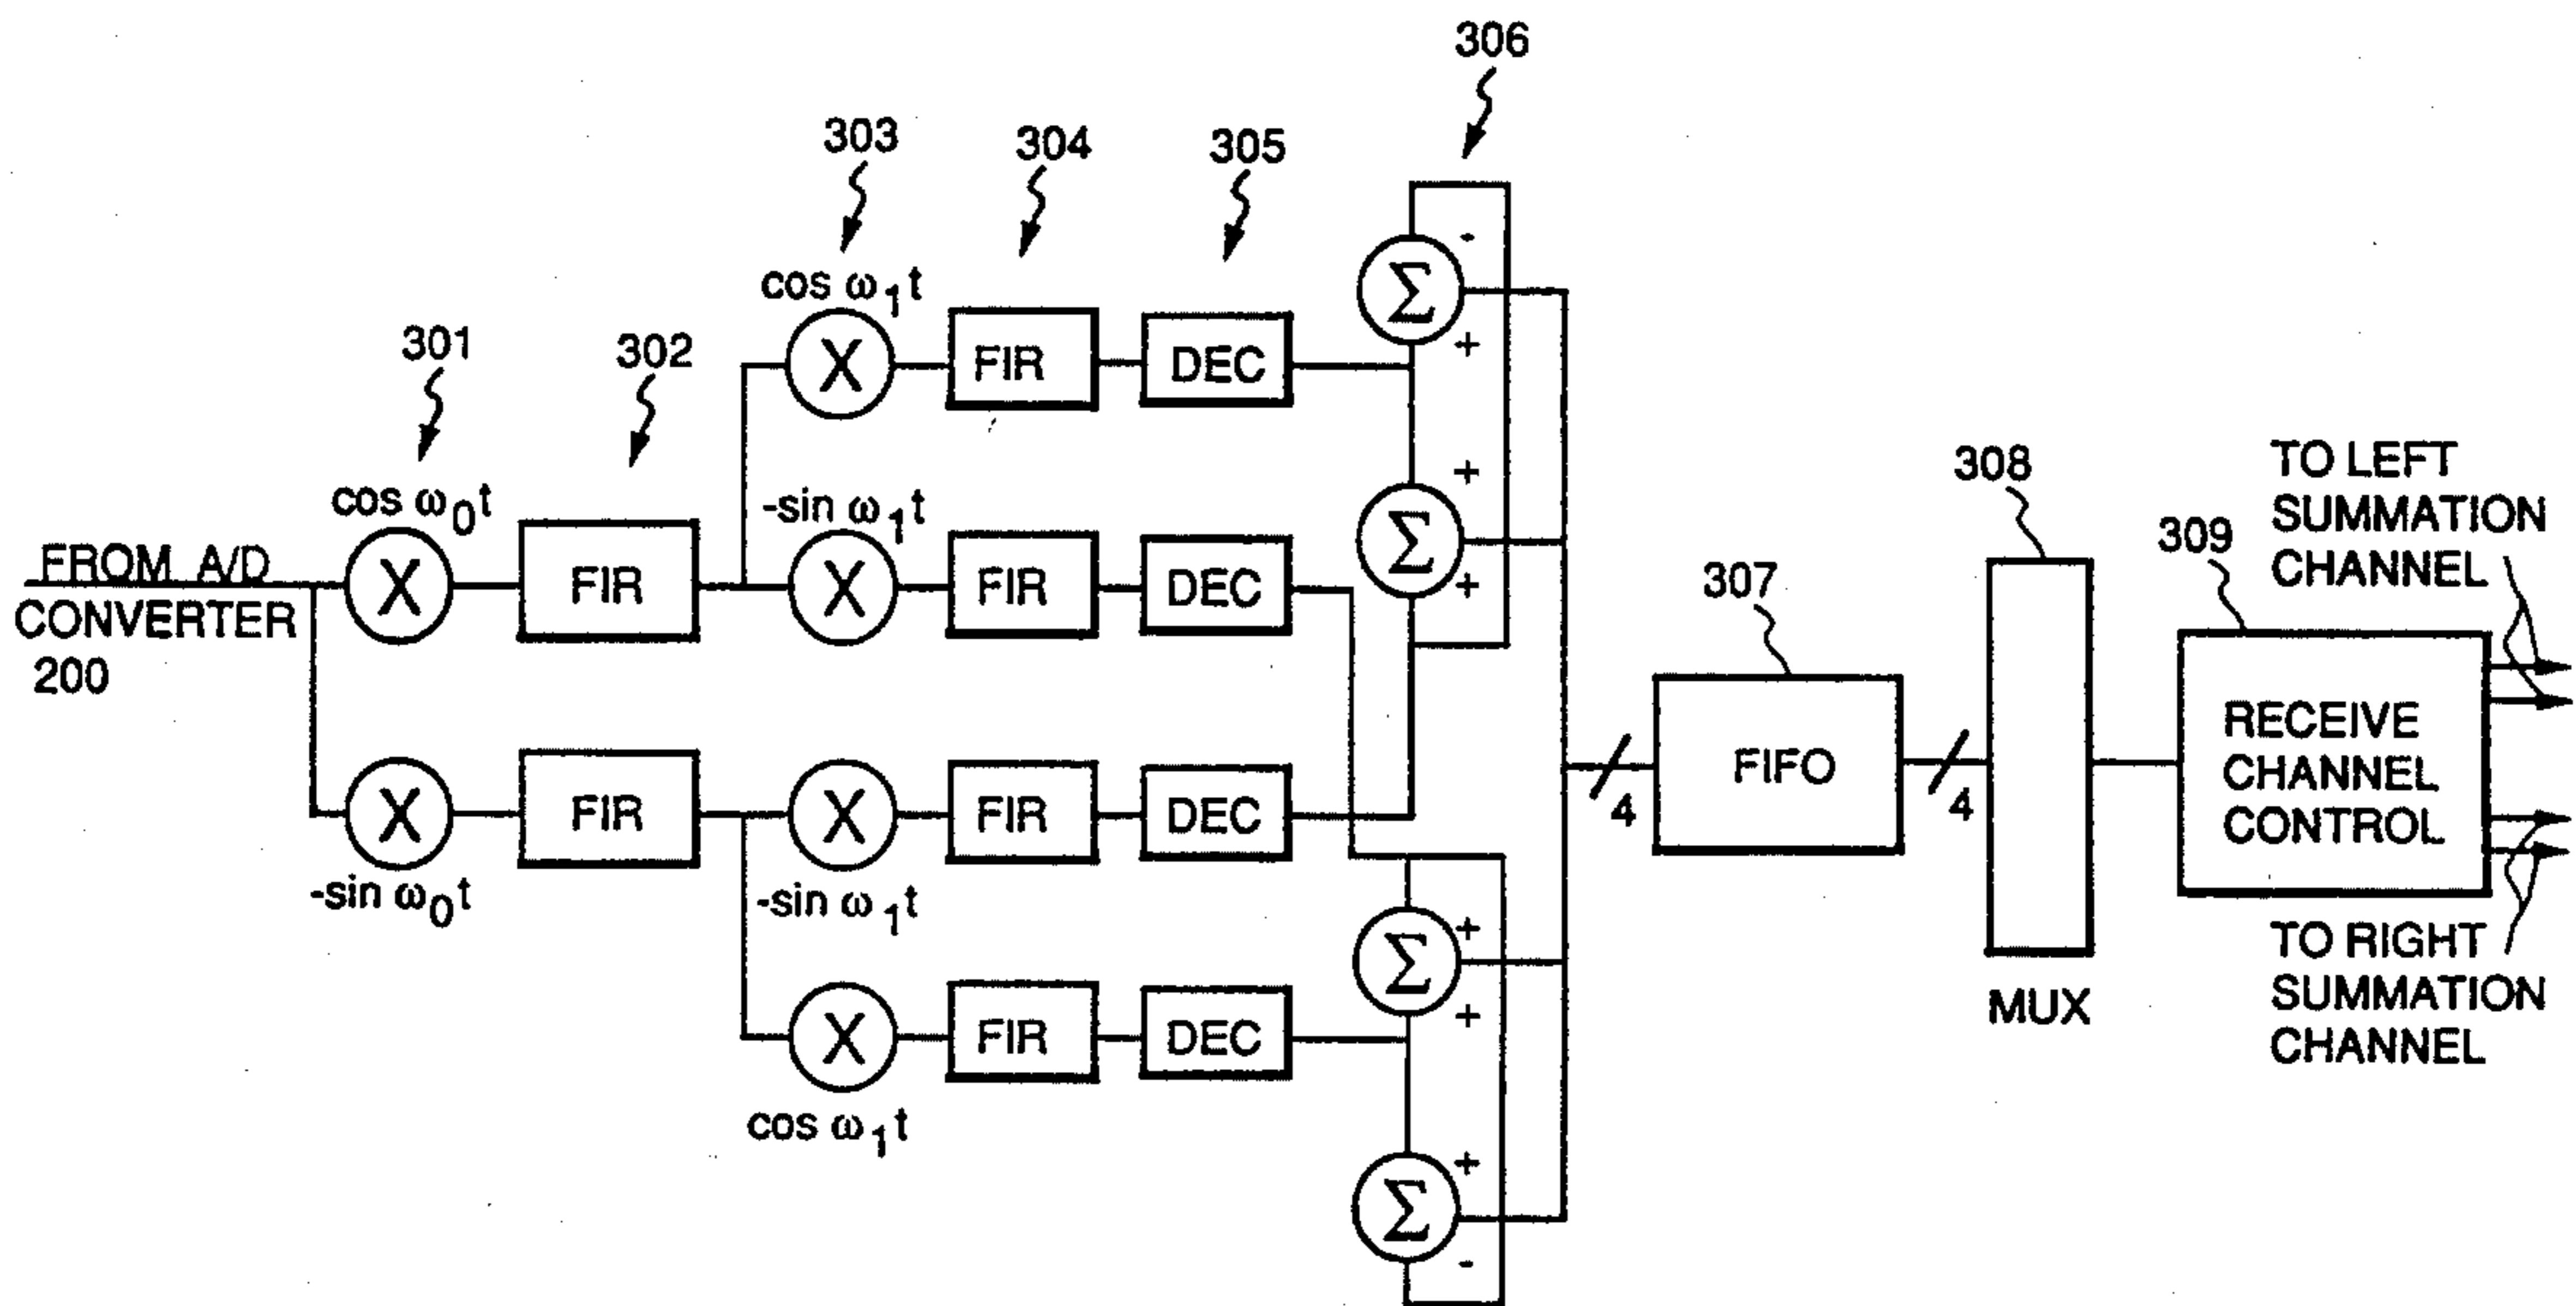 306
303
304
305
cos ω1t
301
302
FIR
DEC
Σ
-
+
X
cos ω0t
-sin ω1t
FROM A/D
CONVERTER
200
X
FIR
X
FIR
DEC
+
Σ
+
308
309
TO LEFT
SUMMATION
CHANNEL
307
X
FIR
X
FIR
DEC
4
FIFO
4
RECEIVE
CHANNEL
CONTROL
-sin ω0t
-sin ω1t
+
Σ
+
MUX
TO RIGHT
SUMMATION
CHANNEL
X
FIR
DEC
cos ω1t
+
Σ
-